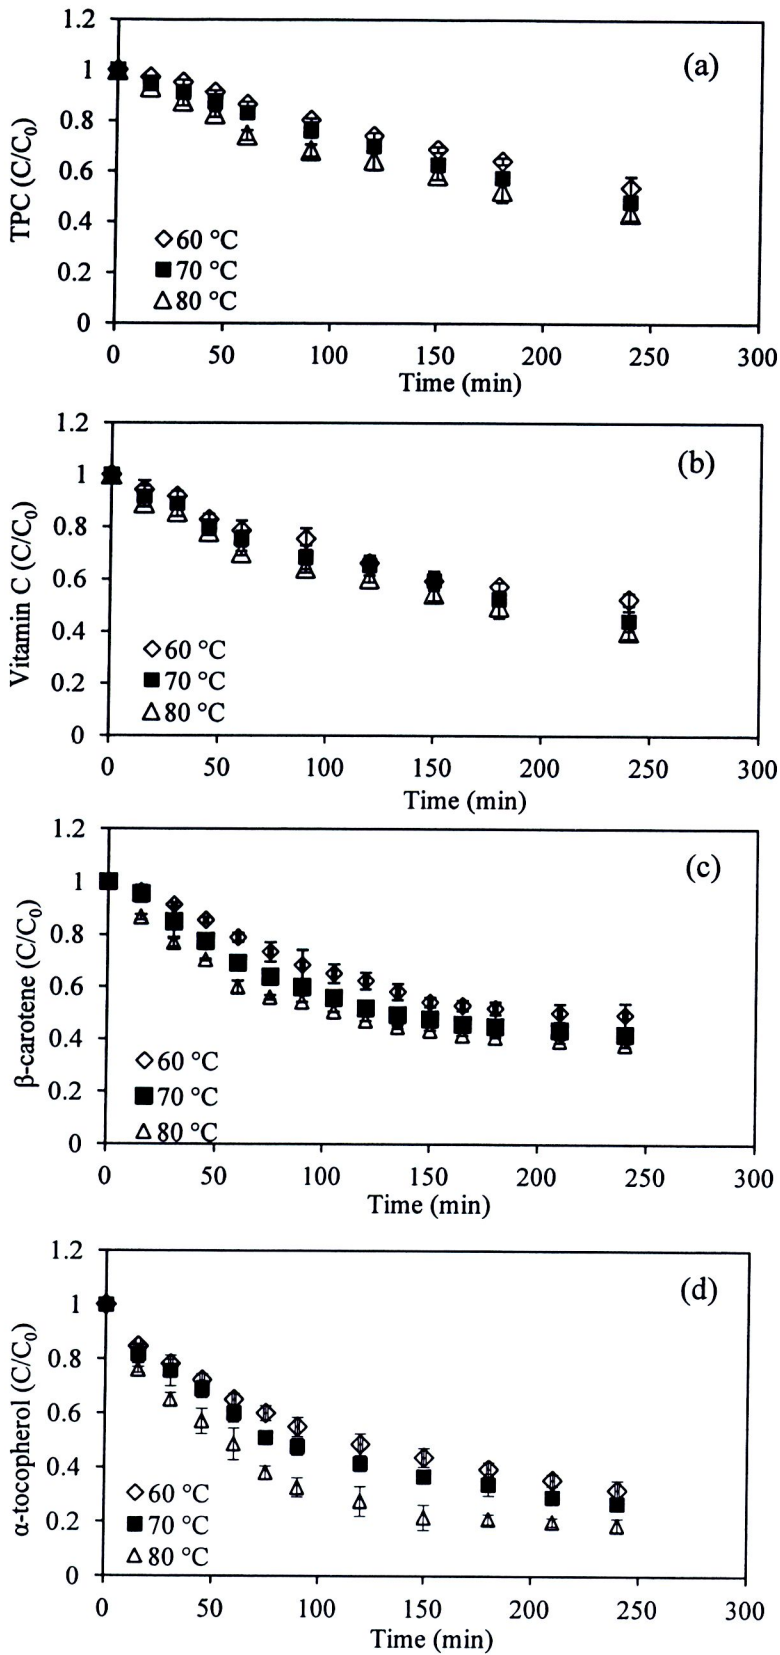 1.2
1
0.8
0.6
0.4
0.2
0
TPC (C/C₀)
(a)
60 °C
70 °C
80 °C
0 50 100 150 200 250 300
Time (min)
1.2
1
0.8
0.6
0.4
0.2
0
Vitamin C (C/C₀)
(b)
60 °C
70 °C
80 °C
0 50 100 150 200 250 300
Time (min)
1.2
1
0.8
0.6
0.4
0.2
0
β-carotene (C/C₀)
(c)
60 °C
70 °C
80 °C
0 50 100 150 200 250 300
Time (min)
1.2
1
0.8
0.6
0.4
0.2
0
α-tocopherol (C/C₀)
(d)
60 °C
70 °C
80 °C
0 50 100 150 200 250 300
Time (min)